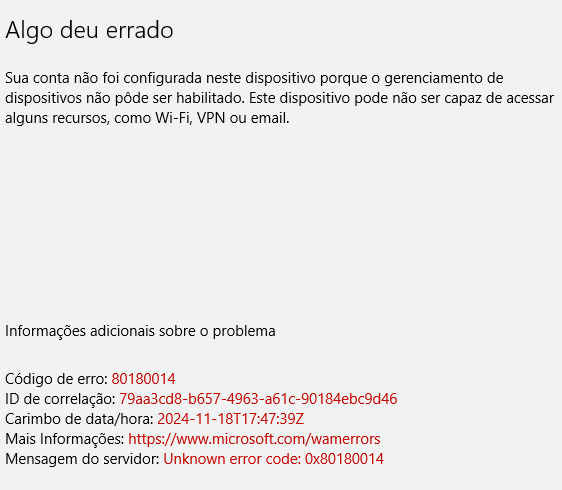 Algo deu errado
Sua conta não foi configurada neste dispositivo porque o gerenciamento de
dispositivos não pôde ser habilitado. Este dispositivo pode não ser capaz de acessar
alguns recursos, como Wi-Fi, VPN ou email.
Informações adicionais sobre o problema
Código de erro: 80180014
ID de correlação: 79aa3cd8-b657-4963-a61c-90184ebc9d46
Carimbo de data/hora: 2024-11-18T17:47:39Z
Mais Informações: https://www.microsoft.com/wamerrors
Mensagem do servidor: Unknown error code: 0x80180014